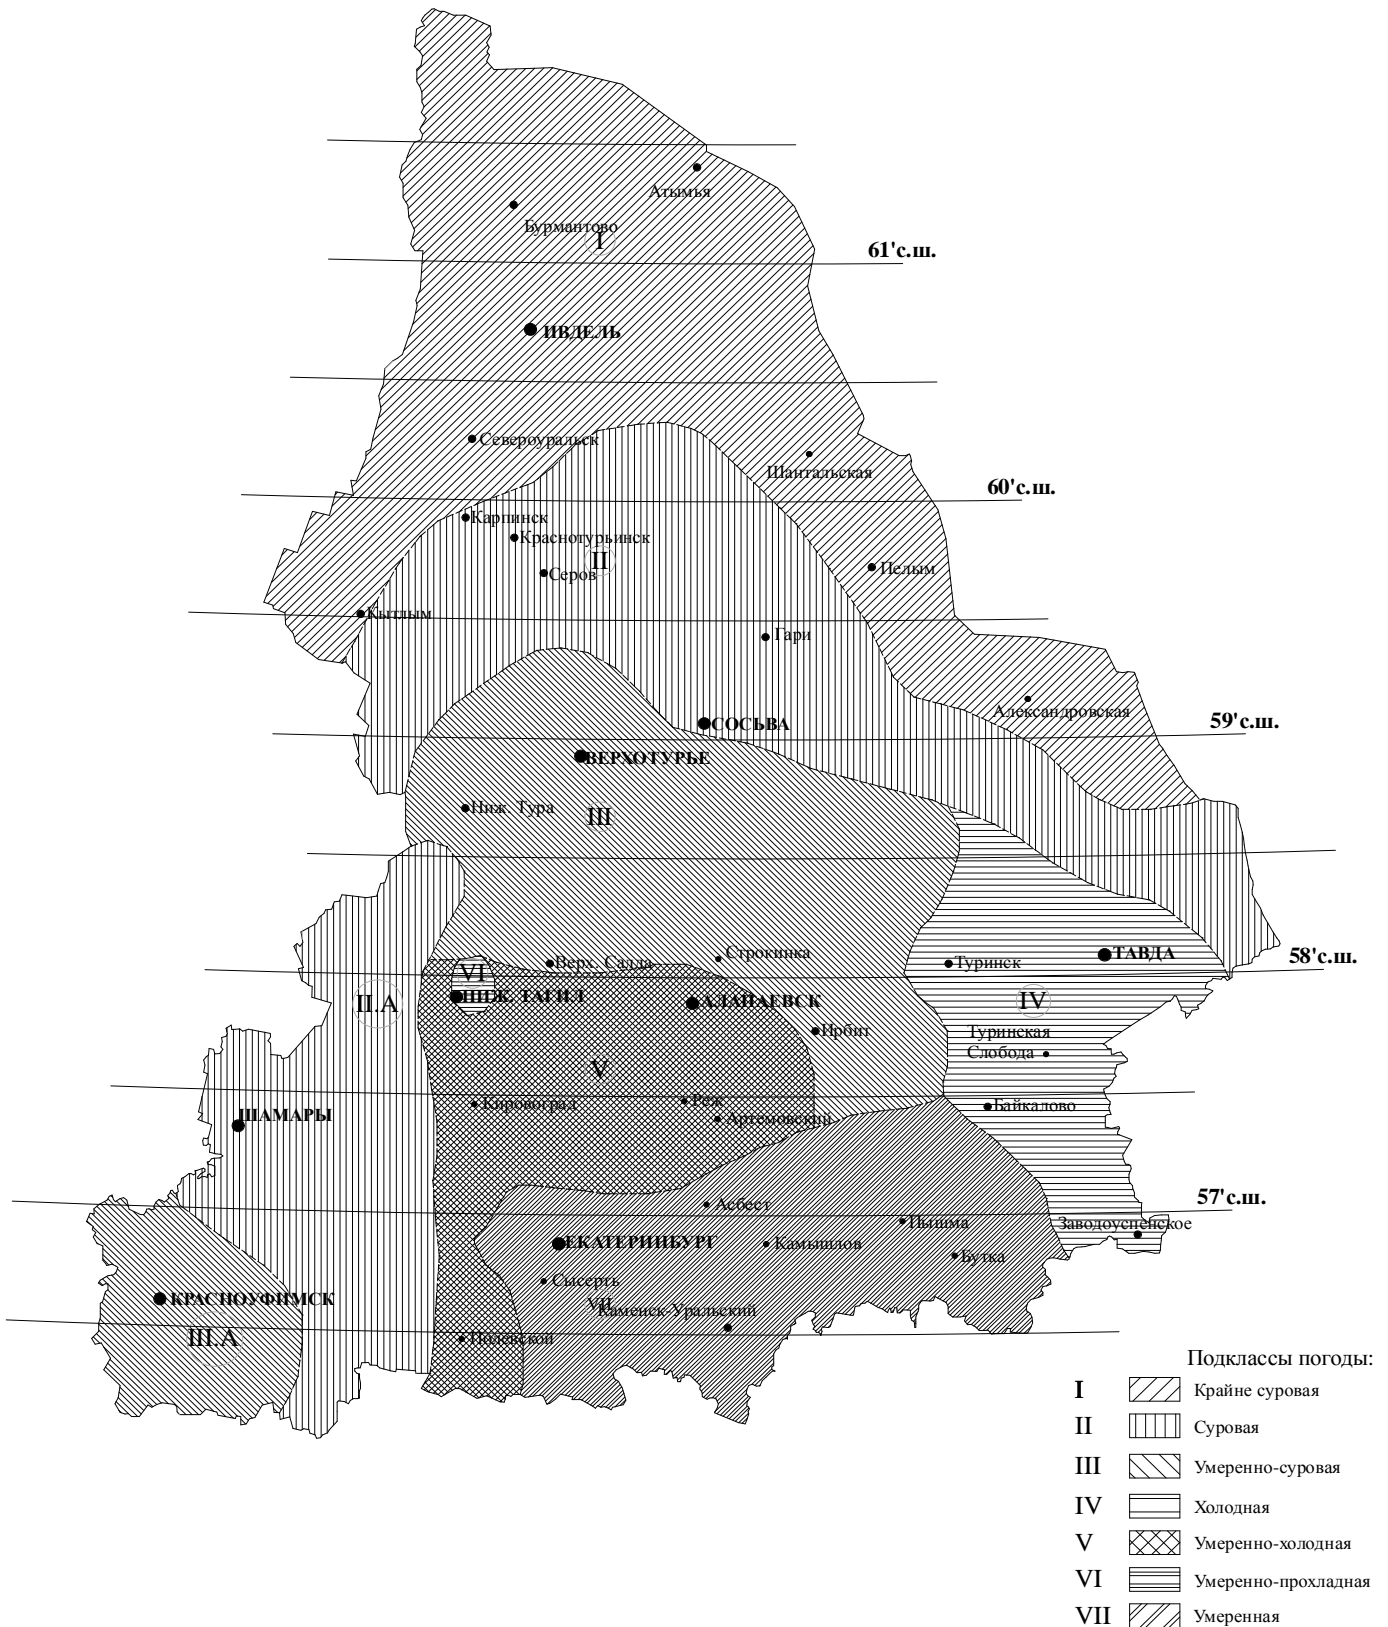 Атымья
Бурмантово
I
61'с.ш.
ИВДЕЛЬ
Североуральск
Шантальская
60'с.ш.
Карпинск
Краснотурьинск
II
Серов
Пелым
Кытлым
Гари
Александровская
59'с.ш.
СОСЬВА
ВЕРХОТУРЬЕ
Ниж. Тура
III
Строкинка
ТАВДА
58'с.ш.
Верх. Салда
Туринск
VI
НИЖ. ТАГИЛ
АЛАПАЕВСК
II.A
IV
Ирбит
Туринская
Слобода
V
Кировоград
Реж
Байкалово
ШАМАРЫ
Артемовский
57'с.ш.
Асбест
Пышма
Заводоуспенское
ЕКАТЕРИНБУРГ
Камышлов
Бутка
Сысерть
КРАСНОУФИМСК
VII
Каменск-Уральский
III.A
Полевской
Подклассы погоды:
I Крайне суровая
II Суровая
III Умеренно-суровая
IV Холодная
V Умеренно-холодная
VI Умеренно-прохладная
VII Умеренная